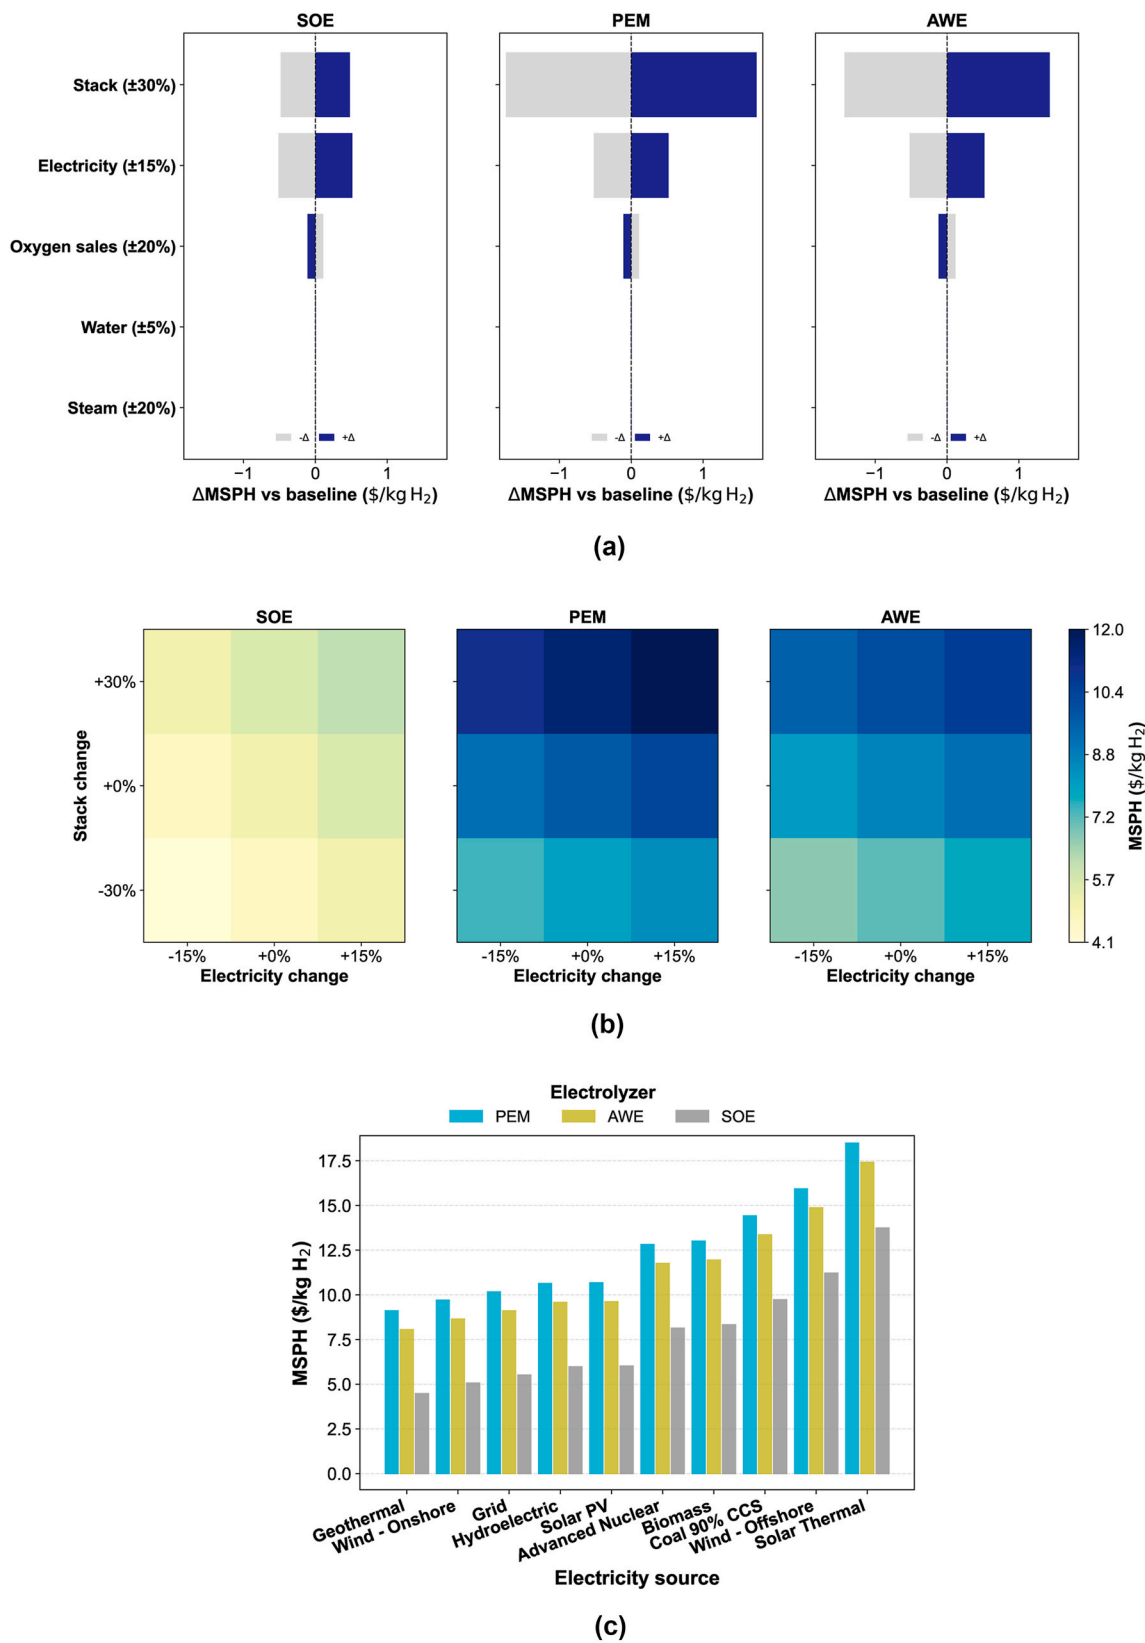 SOE PEM AWE
Stack (±30%)
Electricity (±15%)
Oxygen sales (±20%)
Water (±5%)
Steam (±20%)
-Δ +Δ -Δ +Δ -Δ +Δ
−1 0 1 −1 0 1 −1 0 1
ΔMSPH vs baseline ($/kg H₂) ΔMSPH vs baseline ($/kg H₂) ΔMSPH vs baseline ($/kg H₂)
(a)
SOE PEM AWE
12.0
10.4
8.8
7.2
5.7
4.1
MSPH ($/kg H₂)
Stack change
+30%
+0%
-30%
-15% +0% +15% -15% +0% +15% -15% +0% +15%
Electricity change Electricity change Electricity change
(b)
Electrolyzer
PEM AWE SOE
MSPH ($/kg H₂)
17.5
15.0
12.5
10.0
7.5
5.0
2.5
0.0
Geothermal
Wind - Onshore
Grid
Hydroelectric
Solar PV
Advanced Nuclear
Biomass
Coal 90% CCS
Wind - Offshore
Solar Thermal
Electricity source
(c)